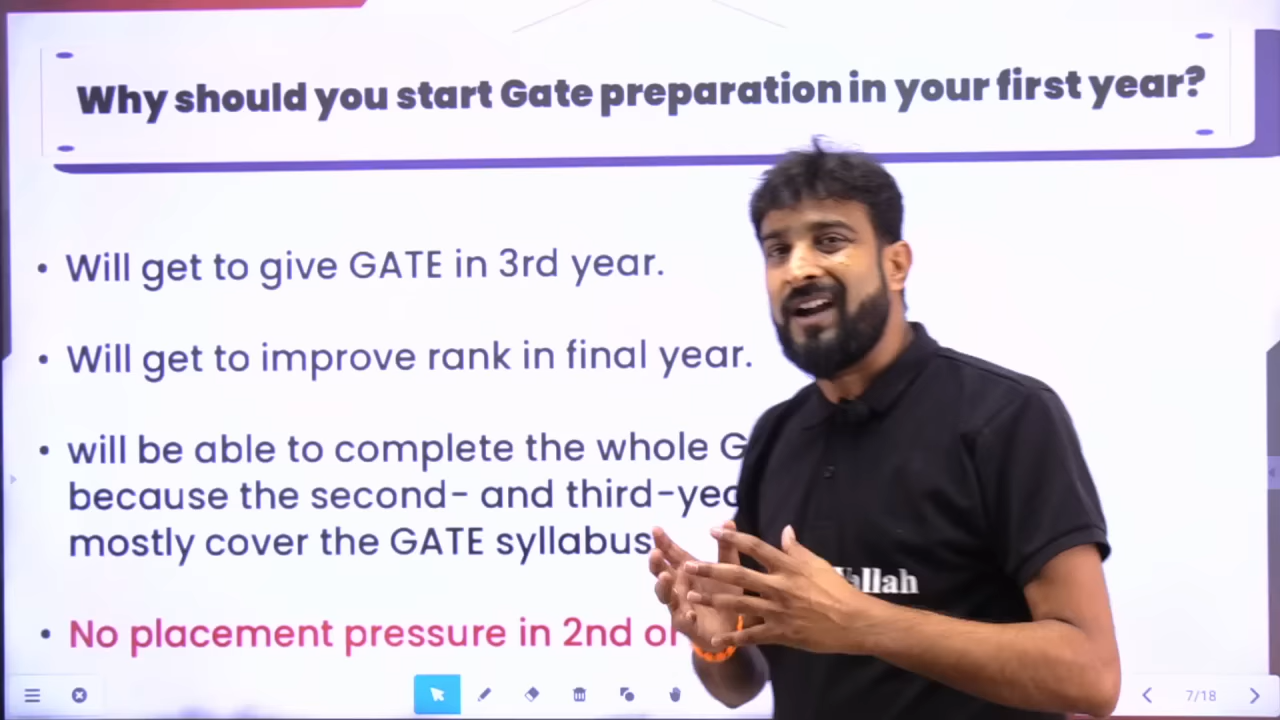 Why should you start Gate preparation in your first year?
• Will get to give GATE in 3rd year.
• Will get to improve rank in final year.
• will be able to complete the whole
because the second- and
mostly cover the GATE syllabus
• No placement pressure in 2nd
allah
7/18